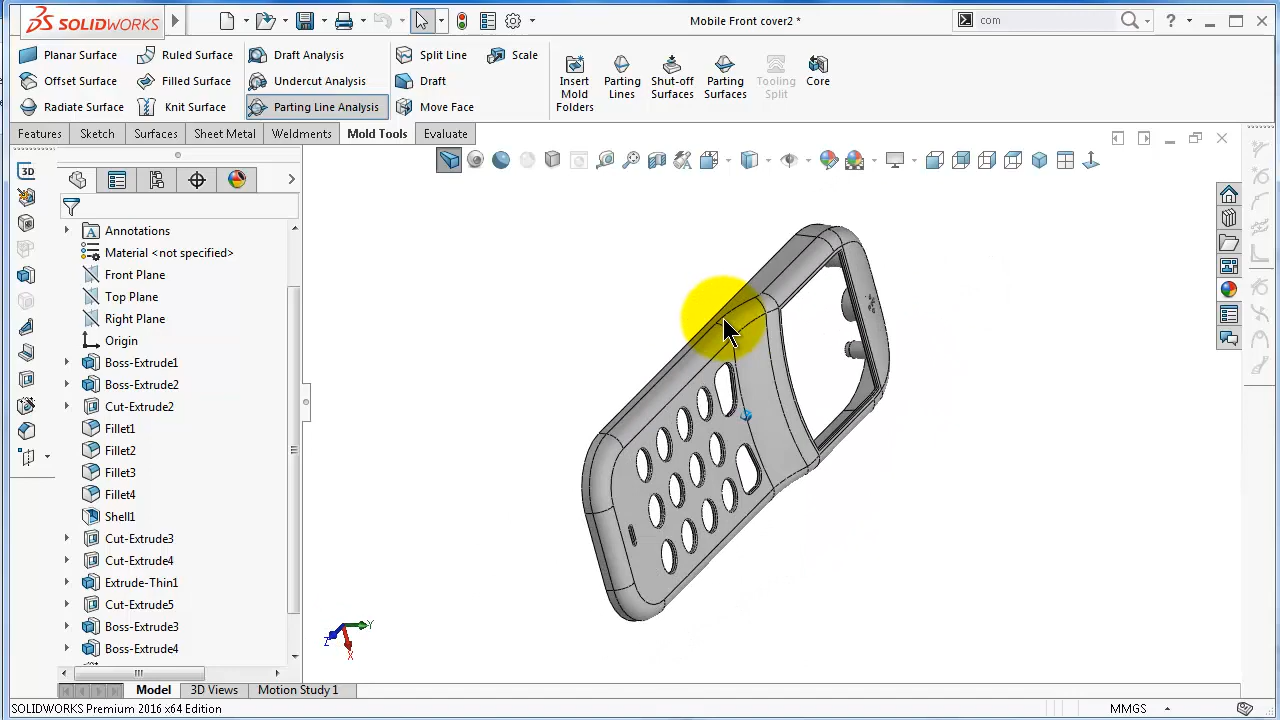 SOLIDWORKS
Mobile Front cover2 *
com
Planar Surface
Ruled Surface
Draft Analysis
Split Line
Scale
Offset Surface
Filled Surface
Undercut Analysis
Draft
Radiate Surface
Knit Surface
Parting Line Analysis
Move Face
Insert
Mold
Folders
Parting
Lines
Shut-off
Surfaces
Parting
Surfaces
Tooling
Split
Core
Features
Sketch
Surfaces
Sheet Metal
Weldments
Mold Tools
Evaluate
3D
Annotations
Material <not specified>
Front Plane
Top Plane
Right Plane
Origin
Boss-Extrude1
Boss-Extrude2
Cut-Extrude2
Fillet1
Fillet2
Fillet3
Fillet4
Shell1
Cut-Extrude3
Cut-Extrude4
Extrude-Thin1
Cut-Extrude5
Boss-Extrude3
Boss-Extrude4
Y
Z
X
Model
3D Views
Motion Study 1
SOLIDWORKS Premium 2016 x64 Edition
MMGS